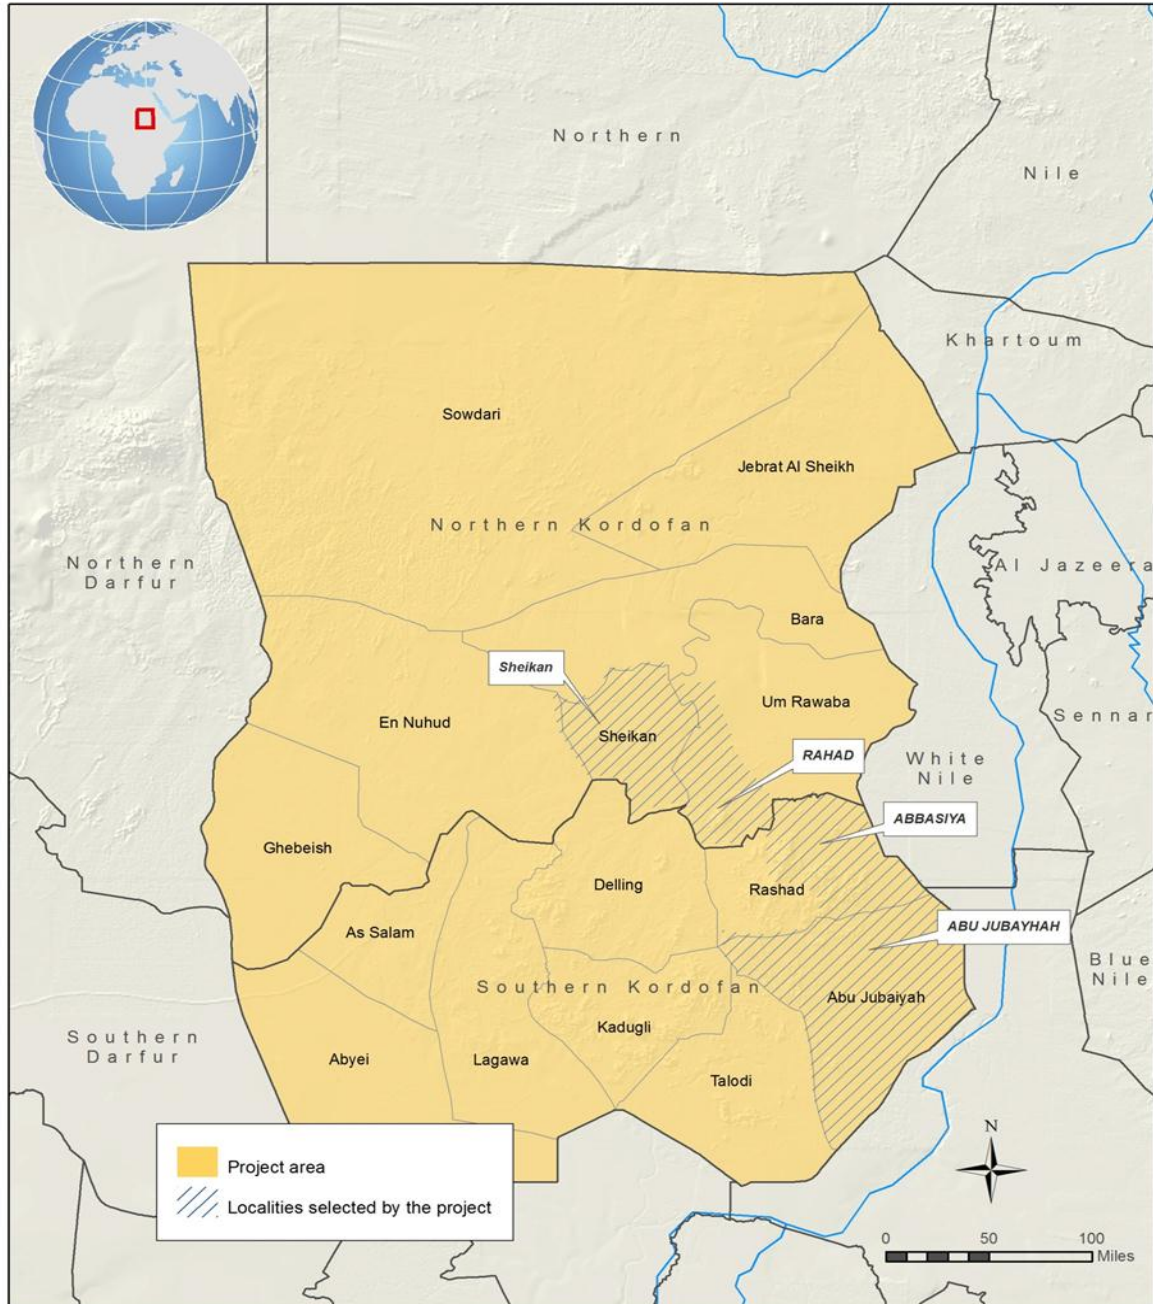 Northern
Nile
Khartoum
Sowdari
Jebrat Al Sheikh
Northern Kordofan
Northern
Darfur
Al Jazeera
Bara
Sheikan
En Nuhud
Um Rawaba
Sheikan
Sennar
RAHAD
White
Nile
ABBASIYA
Ghebeish
Delling
Rashad
As Salam
ABU JUBAYHAH
Blue
Nile
Southern Kordofan
Abu Jubaiyah
Kadugli
Southern
Darfur
Abyei
Lagawa
Talodi
N
Project area
Localities selected by the project
0 50 100
Miles